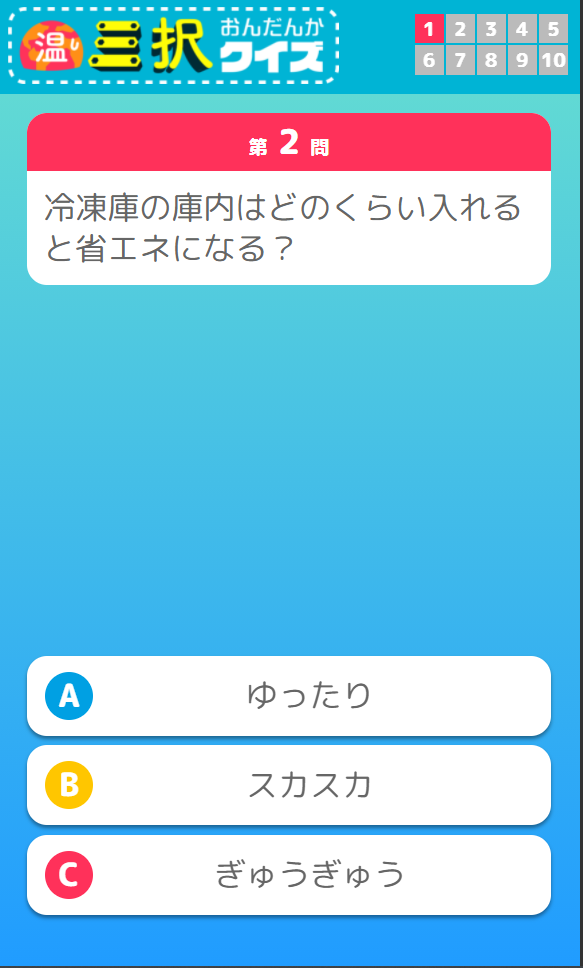 おんだんか
温し三択クイズ
1 2 3 4 5
6 7 8 9 10
第2問
冷凍庫の庫内はどのくらい入れる
と省エネになる？
A ゆったり
B スカスカ
C ぎゅうぎゅう